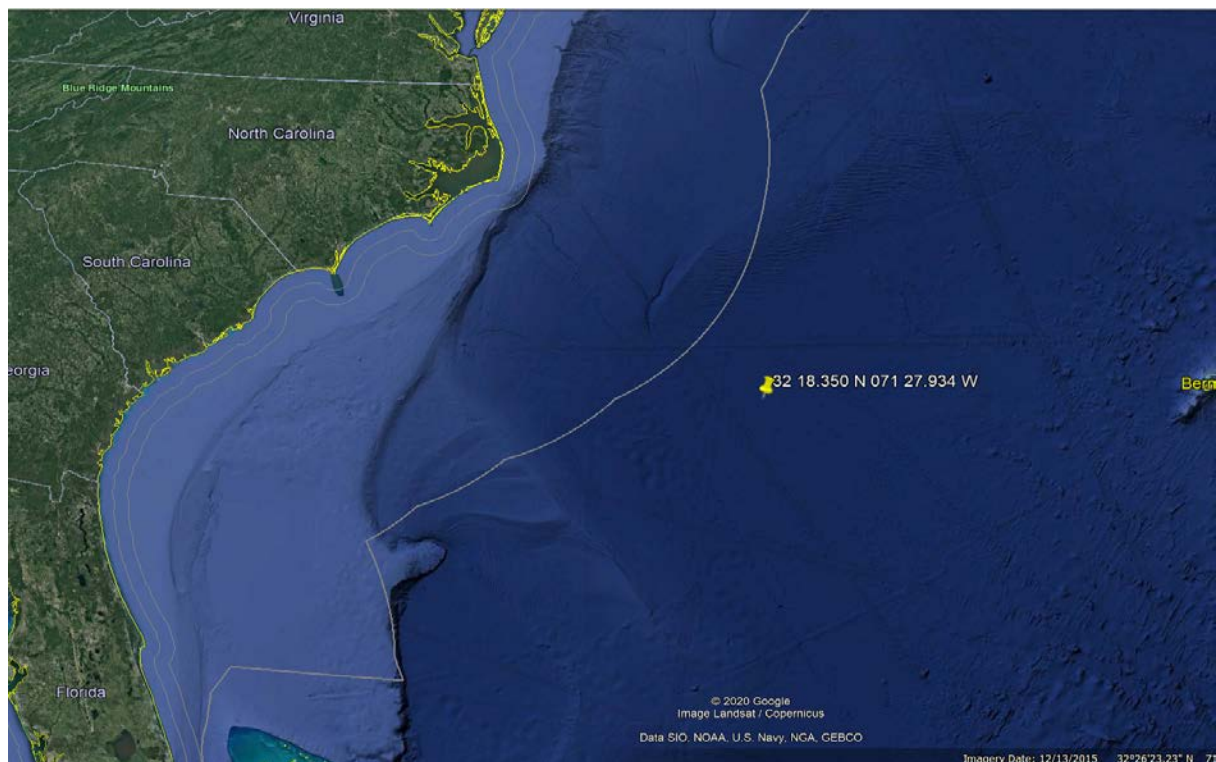 Virginia
Blue Ridge Mountains
North Carolina
South Carolina
eorgia
32 18.350 N 071 27.934 W
Berm
Florida
© 2020 Google
Image Landsat / Copernicus
Data SIO, NOAA, U.S. Navy, NGA, GEBCO
Imagery Date: 12/13/2015 32°26'23.23" N 71